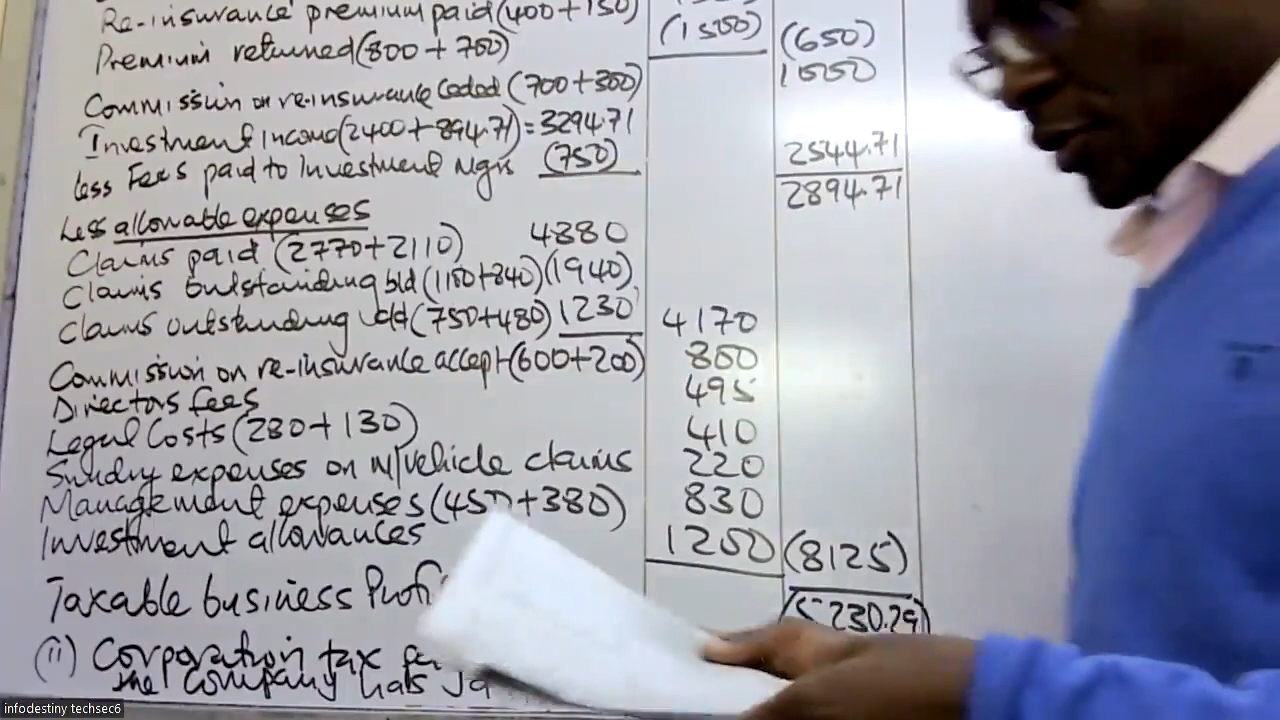 Re-insurance premium paid (400+150)
Premium returned (800 + 700) (1500) (650)
Commission on re-insurance ceded (700+300) 1000
Investment income (2400+894.71) = 3294.71
Less Fees paid to Investment mgrs (750) 2544.71
2894.71
Less allowable expenses
Claims paid (2770+2110) 4880
Claims outstanding b/d (1100+840) (1940)
Claims outstanding c/d (750+480) 1230 4170
Commission on re-insurance accept (600+200) 800
Directors fees 495
Legal Costs (280+130) 410
Sundry expenses on m/vehicle claims 220
Management expenses (450+380) 830
Investment allowances 1200 (8125)
Taxable business Profi (5230.29)
(ii) Corporation tax
the company has
infodestiny techsec6